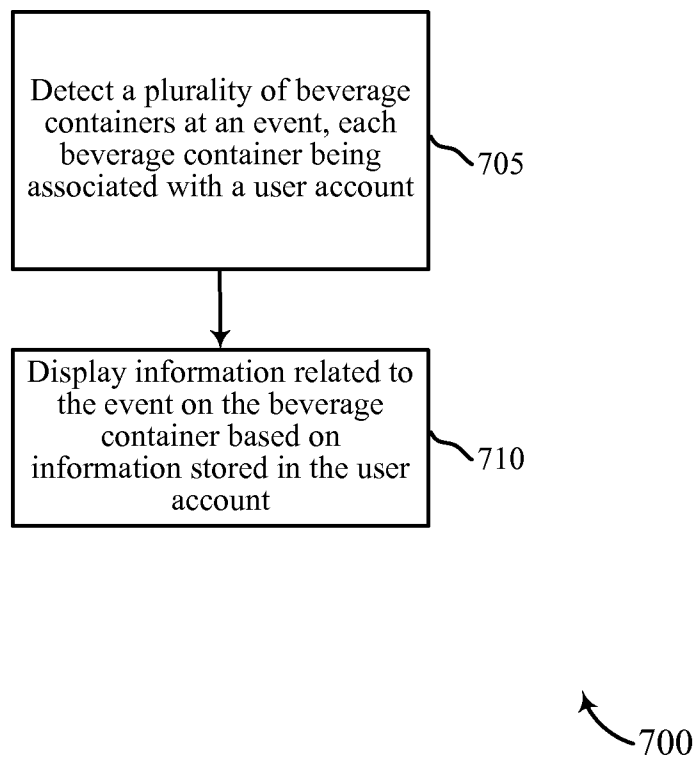 Detect a plurality of beverage
containers at an event, each
beverage container being
associated with a user account
705
Display information related to
the event on the beverage
container based on
information stored in the user
account
710
700